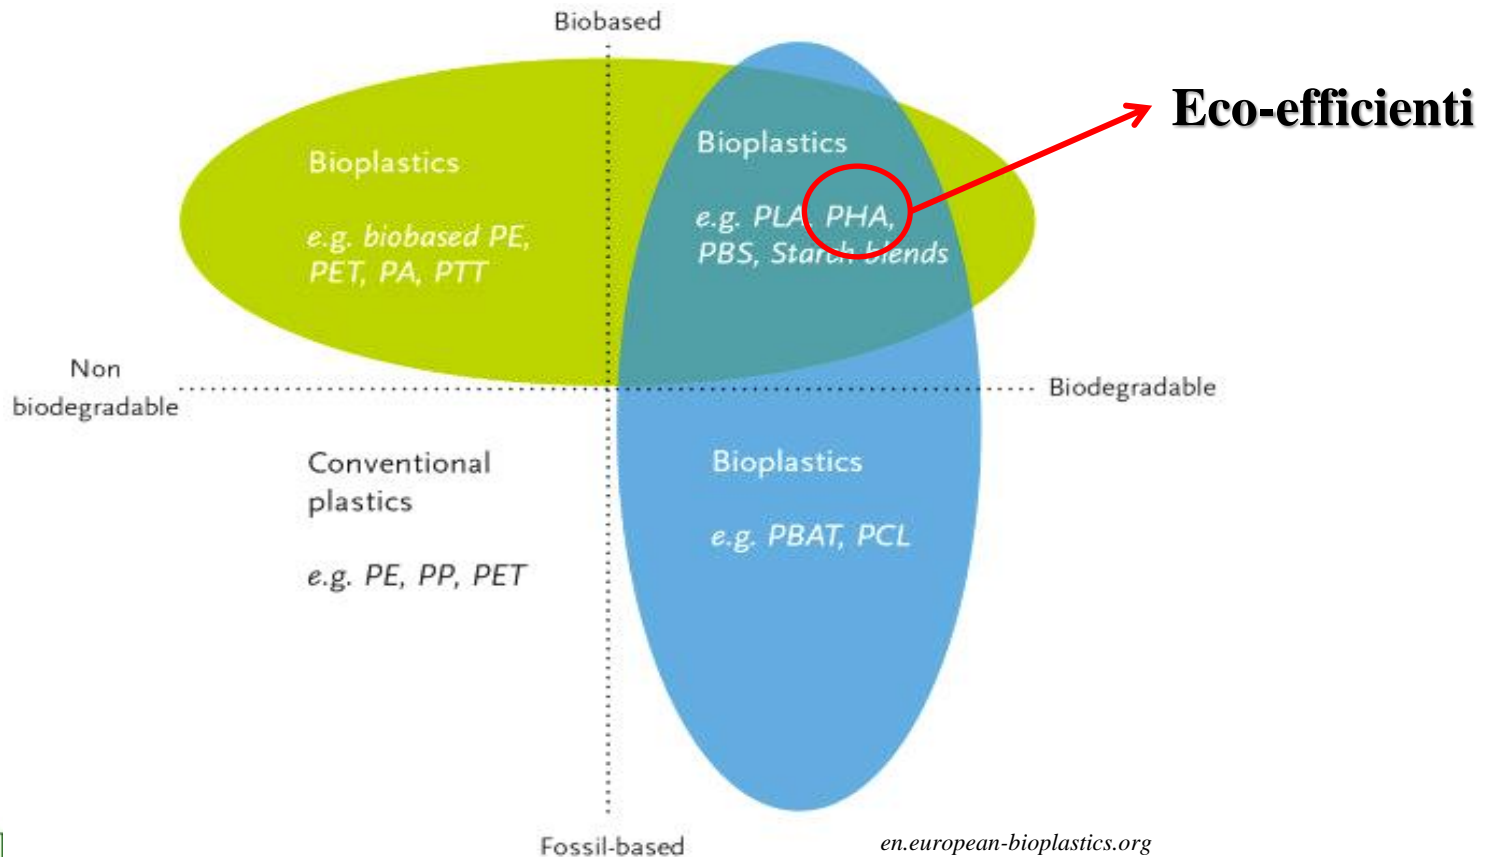 Biobased
Eco-efficienti
Bioplastics
e.g. biobased PE,
PET, PA, PTT
Bioplastics
e.g. PLA, PHA,
PBS, Starch blends
Non
biodegradable
Biodegradable
Conventional
plastics
e.g. PE, PP, PET
Bioplastics
e.g. PBAT, PCL
Fossil-based
en.european-bioplastics.org